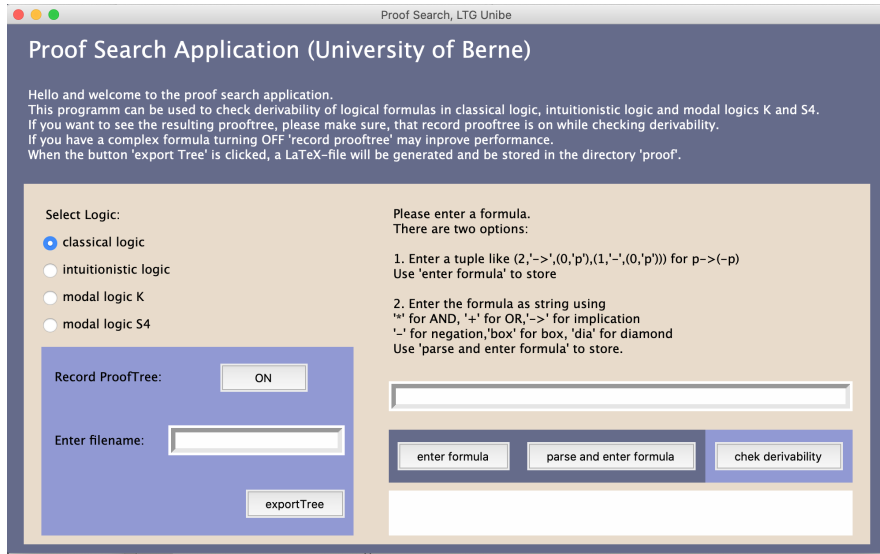 Proof Search, LTG Unibe
Proof Search Application (University of Berne)
Hello and welcome to the proof search application.
This programm can be used to check derivability of logical formulas in classical logic, intuitionistic logic and modal logics K and S4.
If you want to see the resulting prooftree, please make sure, that record prooftree is on while checking derivability.
If you have a complex formula turning OFF 'record prooftree' may inprove performance.
When the button 'export Tree' is clicked, a LaTeX-file will be generated and be stored in the directory 'proof'.
Select Logic:
classical logic
intuitionistic logic
modal logic K
modal logic S4
Record ProofTree:
ON
Enter filename:
exportTree
Please enter a formula.
There are two options:
1. Enter a tuple like (2,'->',(0,'p'),(1,'-',(0,'p'))) for p->(-p)
Use 'enter formula' to store
2. Enter the formula as string using
'*' for AND, '+' for OR,'->' for implication
'-' for negation,'box' for box, 'dia' for diamond
Use 'parse and enter formula' to store.
enter formula
parse and enter formula
chek derivability